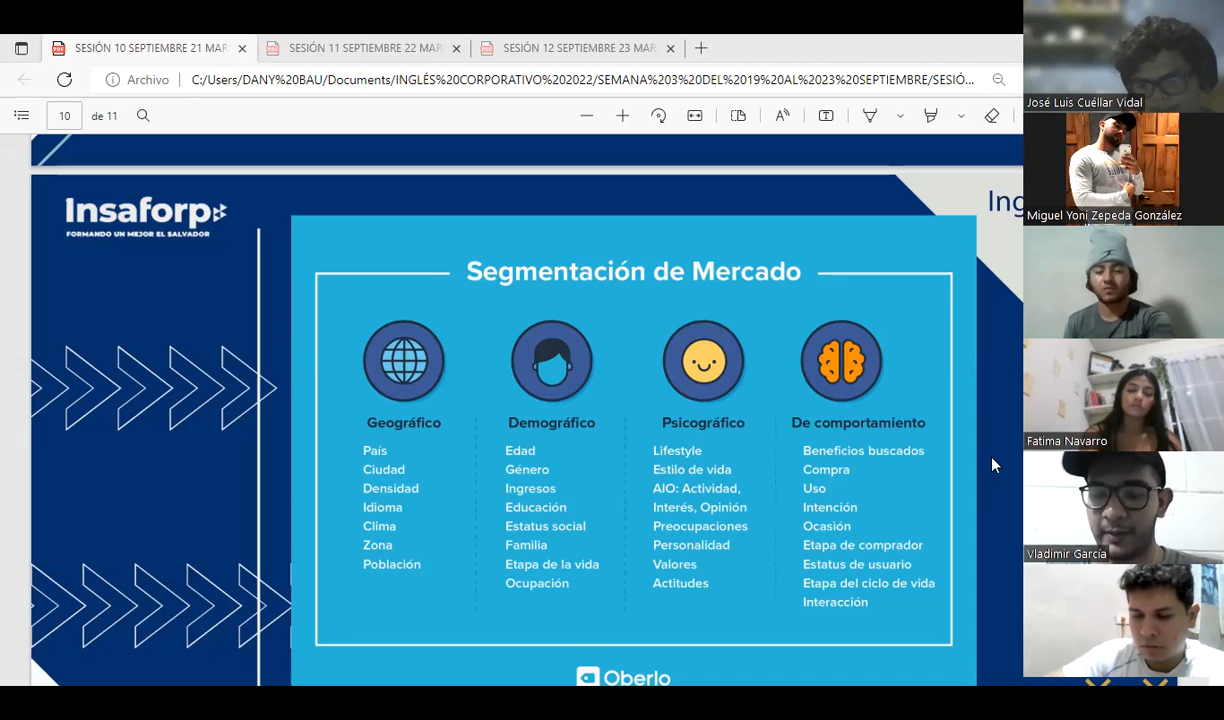 SESIÓN 10 SEPTIEMBRE 21 MAR
SESIÓN 11 SEPTIEMBRE 22 MAR
SESIÓN 12 SEPTIEMBRE 23 MAR
Archivo
C:/Users/DANY%20BAU/Documents/INGLÉS%20CORPORATIVO%202022/SEMANA%203%20DEL%2019%20AL%2023%20SEPTIEMBRE/SESIÓ...
10 de 11
Insaforp
FORMANDO UN MEJOR EL SALVADOR
Ing
Segmentación de Mercado
Geográfico
País
Ciudad
Densidad
Idioma
Clima
Zona
Población
Demográfico
Edad
Género
Ingresos
Educación
Estatus social
Familia
Etapa de la vida
Ocupación
Psicográfico
Lifestyle
Estilo de vida
AIO: Actividad,
Interés, Opinión
Preocupaciones
Personalidad
Valores
Actitudes
De comportamiento
Beneficios buscados
Compra
Uso
Intención
Ocasión
Etapa de comprador
Estatus de usuario
Etapa del ciclo de vida
Interacción
Oberlo
José Luis Cuéllar Vidal
Miguel Yoni Zepeda González
Fatima Navarro
Vladimir García